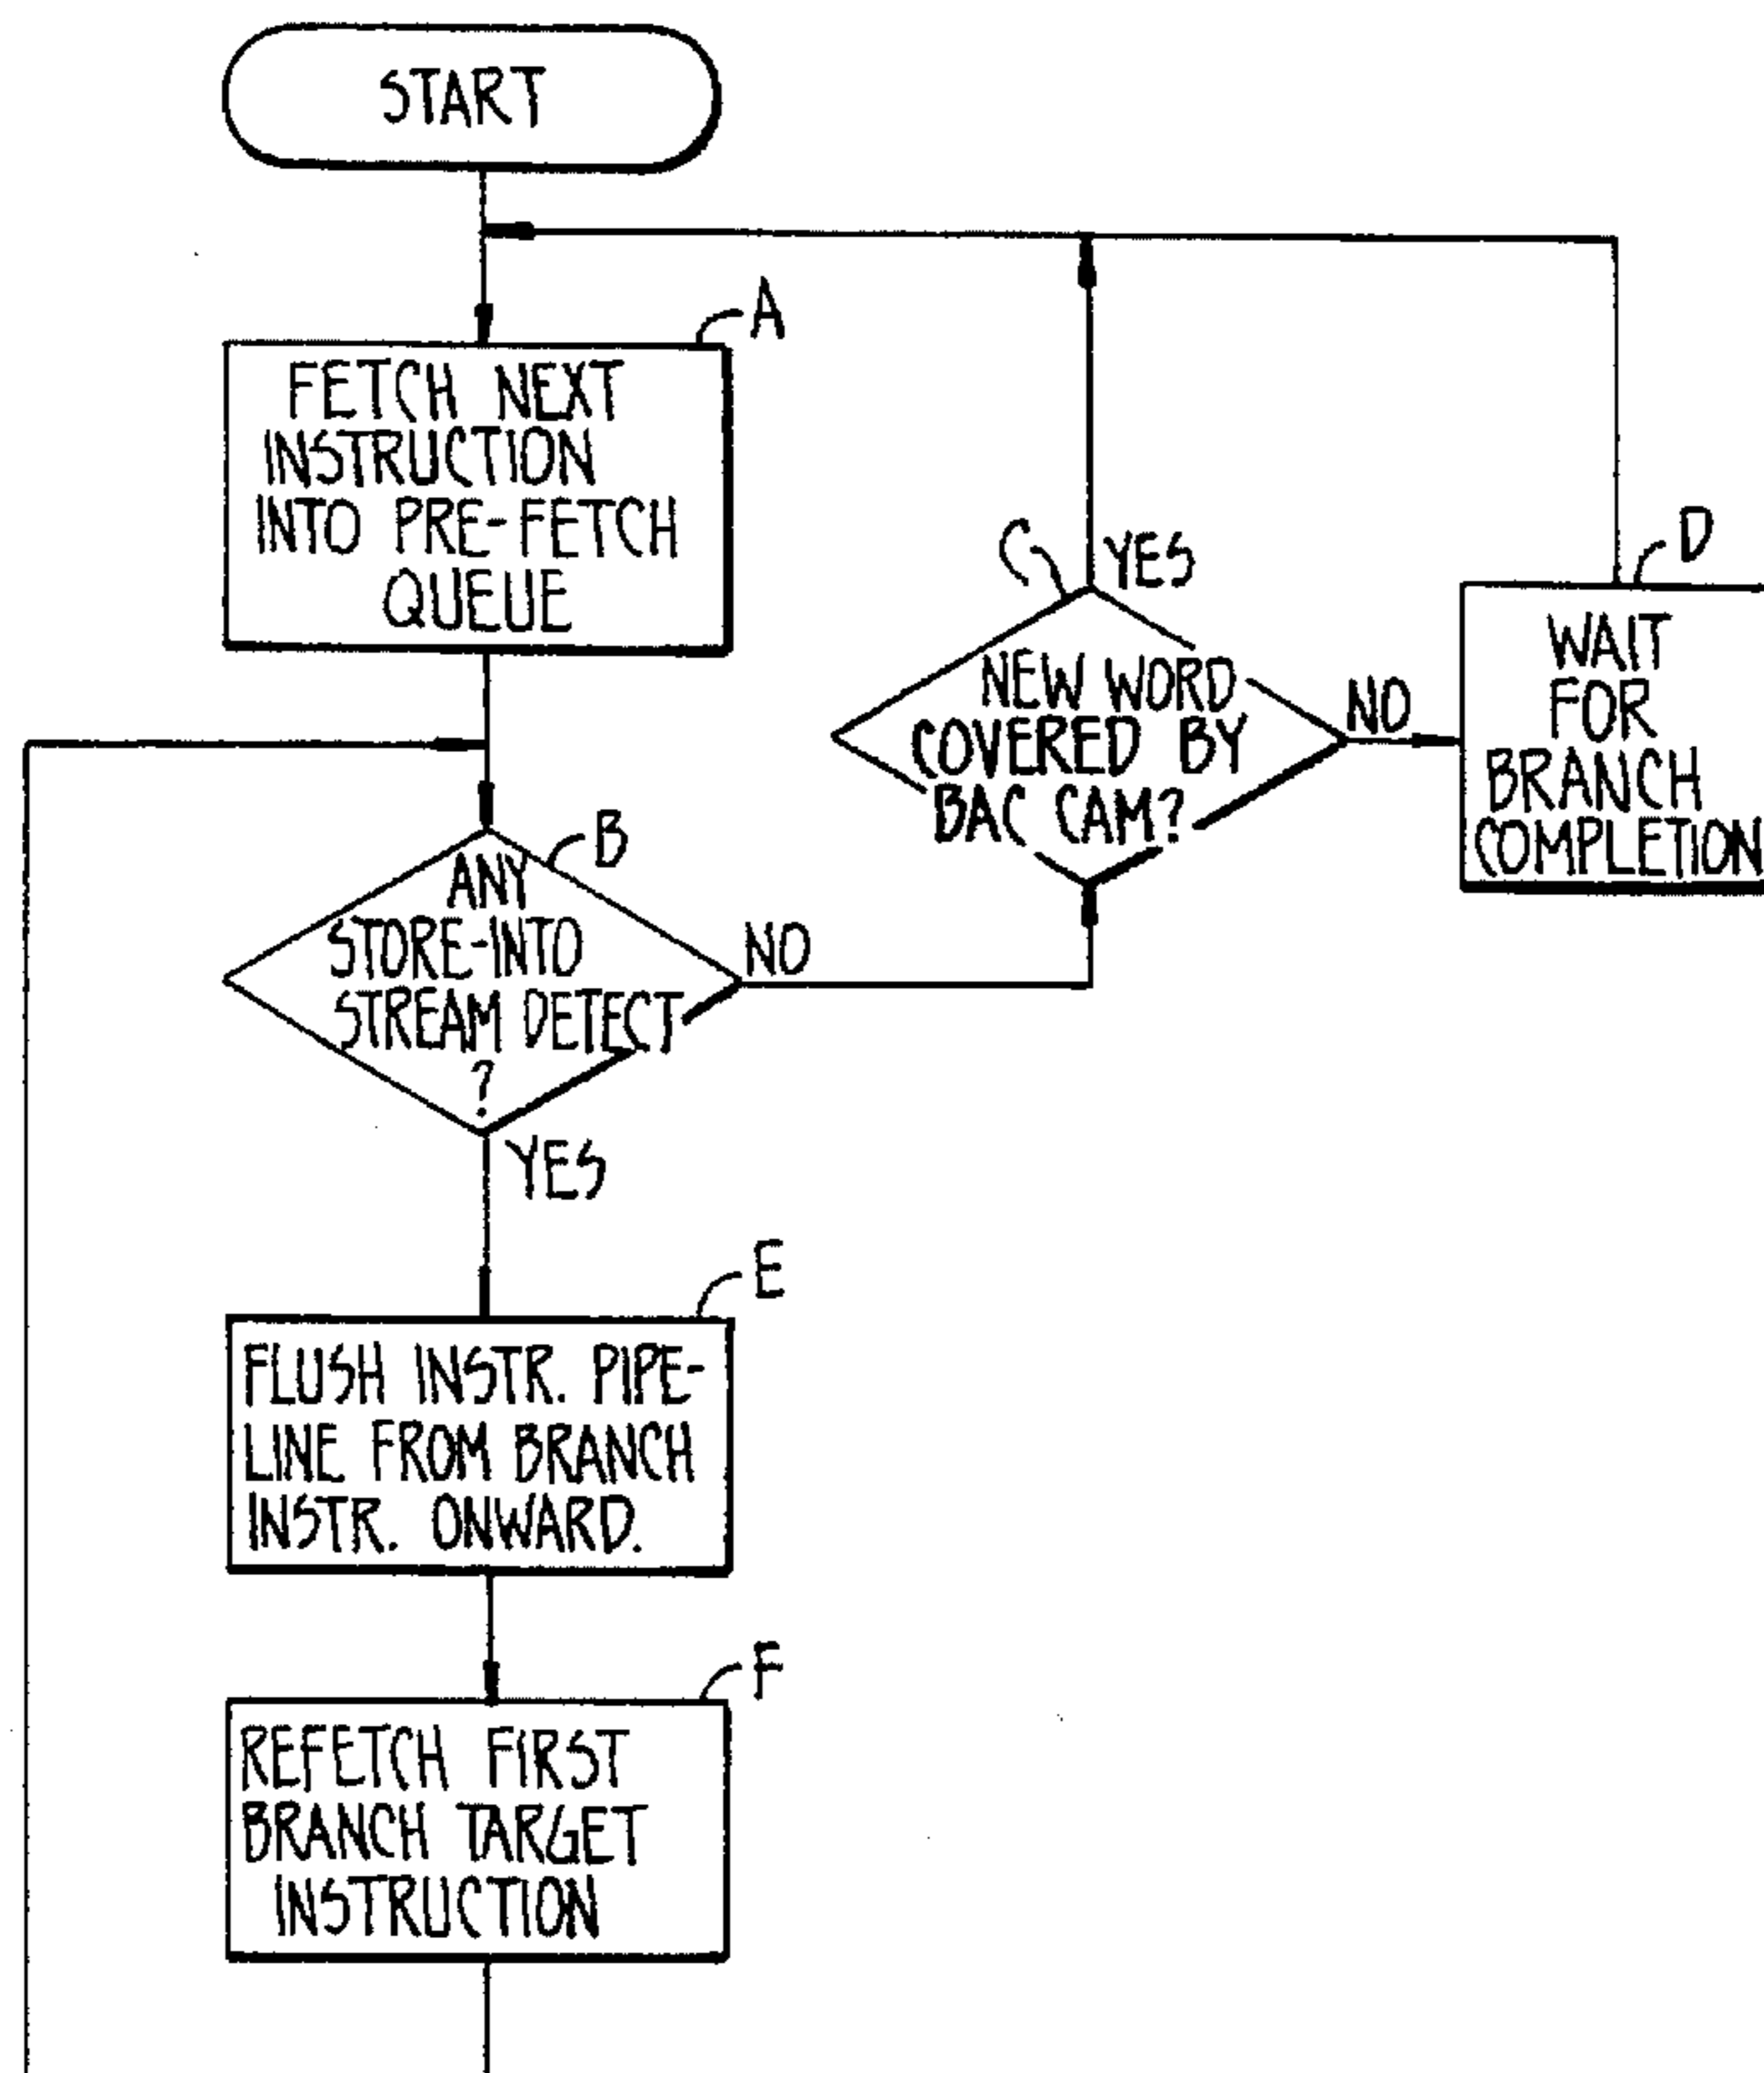 START
A
FETCH NEXT
INSTRUCTION
INTO PRE-FETCH
QUEUE
B
ANY
STORE-INTO
STREAM DETECT
?
NO
YES
C
YES
NEW WORD
COVERED BY
BAC CAM?
NO
D
WAIT
FOR
BRANCH
COMPLETION
E
FLUSH INSTR. PIPE-
LINE FROM BRANCH
INSTR. ONWARD.
F
REFETCH FIRST
BRANCH TARGET
INSTRUCTION